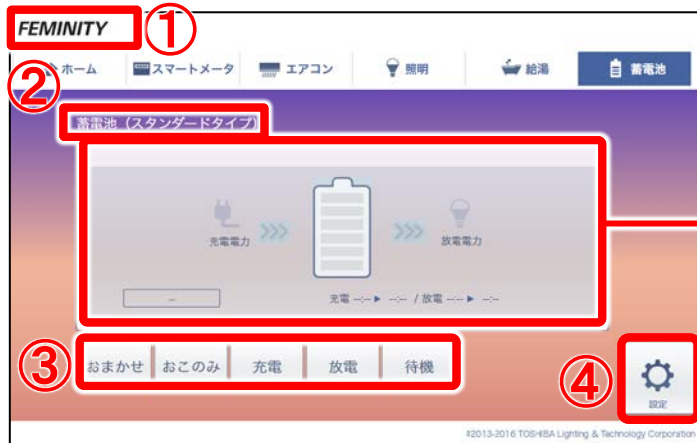 FEMINITY ①
② ホーム スマートメータ エアコン 照明 給湯 蓄電池
蓄電池（スタンダードタイプ）
充電電力 >>> >>> 放電電力
-- 充電 --:-- ▶ --:-- / 放電 --:-- ▶ --:--
③ おまかせ おこのみ 充電 放電 待機 ④
設定
©2013-2016 TOSHIBA Lighting & Technology Corporation